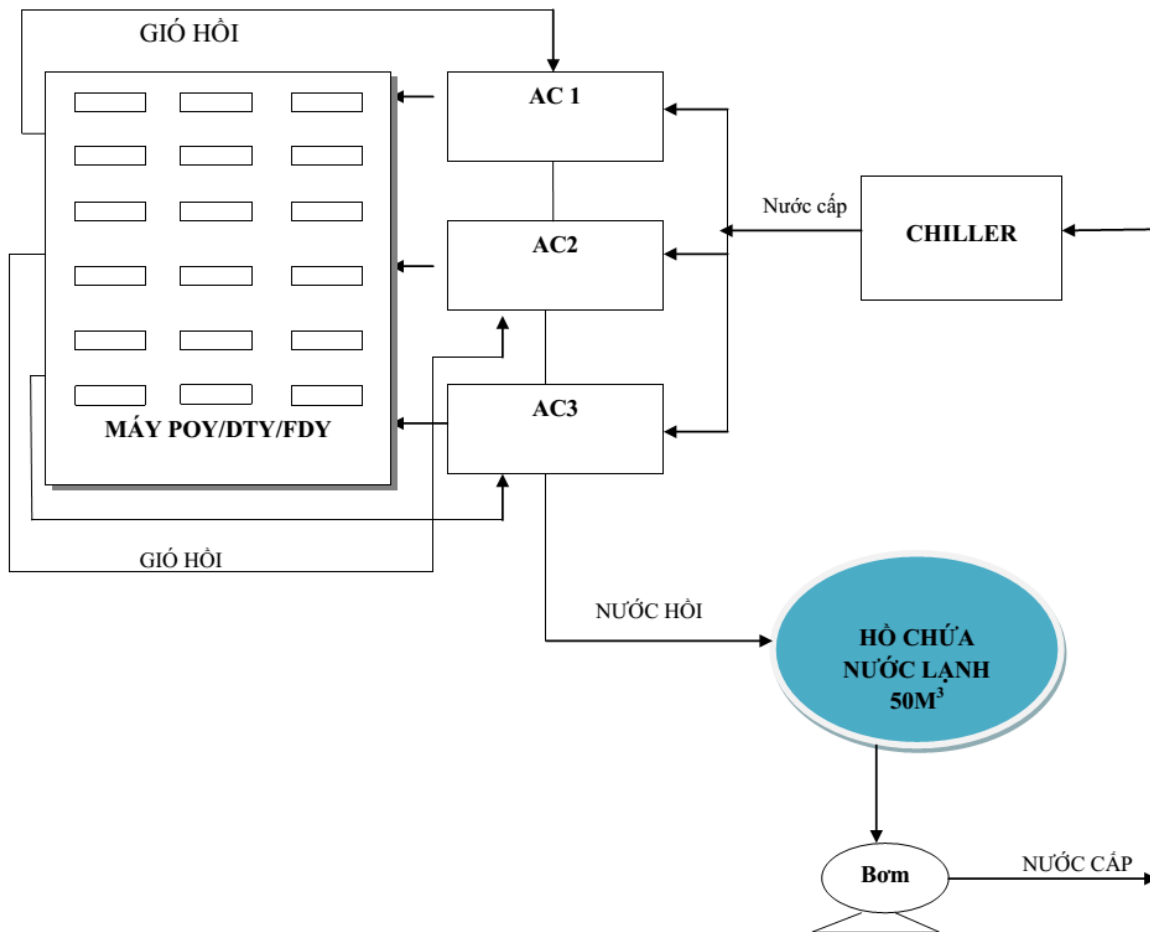 GIÓ HỒI
AC 1
Nước cấp
CHILLER
AC2
AC3
MÁY POY/DTY/FDY
GIÓ HỒI
NƯỚC HỒI
HỒ CHỨA
NƯỚC LẠNH
50M³
Bơm
NƯỚC CẤP